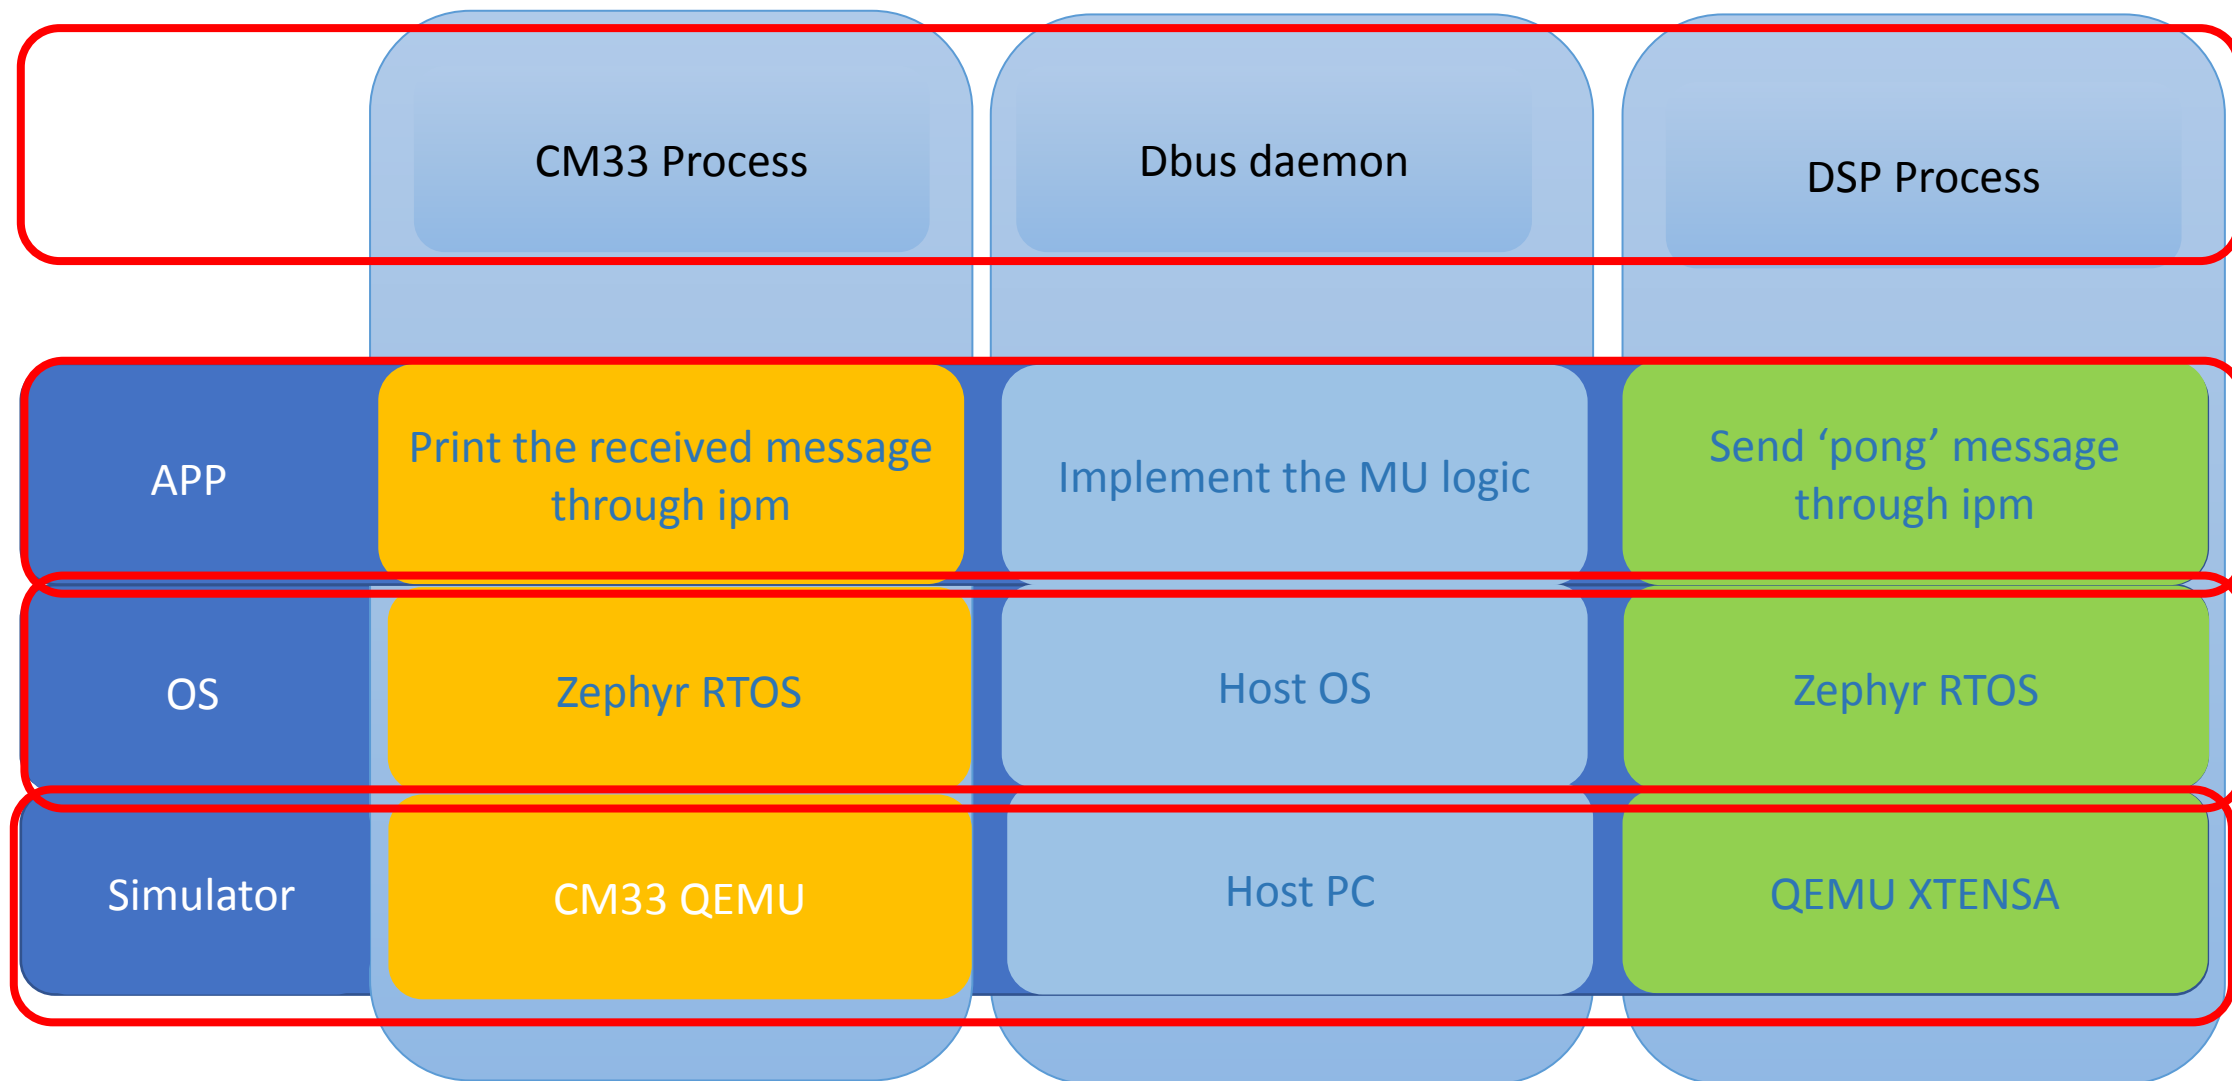 CM33 Process
Dbus daemon
DSP Process
APP
Print the received message
through ipm
Implement the MU logic
Send ‘pong’ message
through ipm
OS
Zephyr RTOS
Host OS
Zephyr RTOS
Simulator
CM33 QEMU
Host PC
QEMU XTENSA